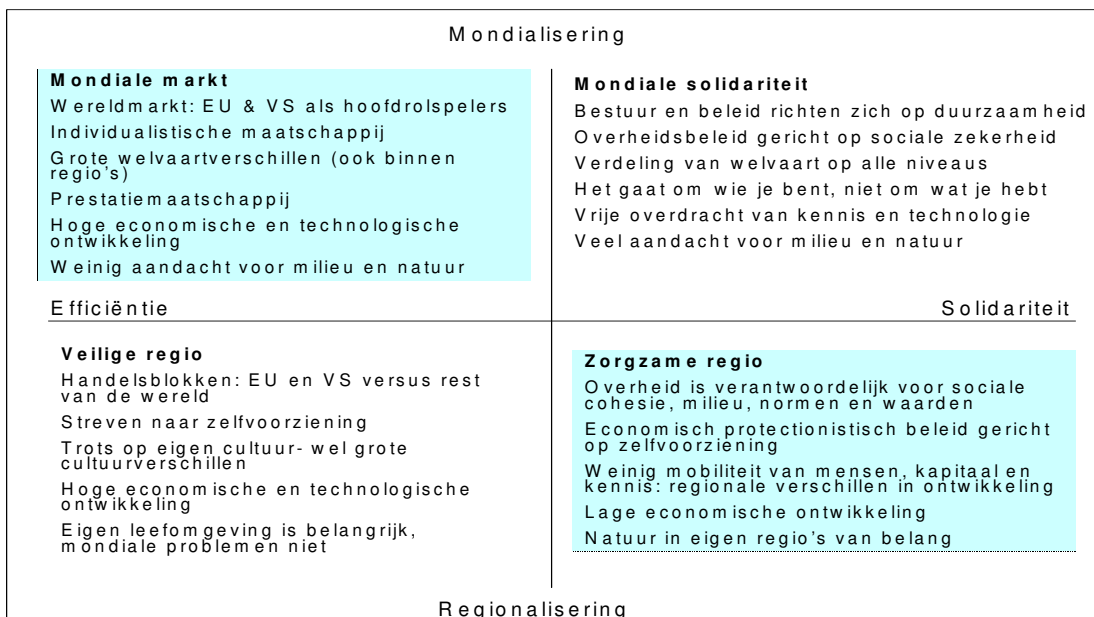 Mondialisering
Mondiale markt
Wereldmarkt: EU & VS als hoofdrolspelers
Individualistische maatschappij
Grote welvaartverschillen (ook binnen
regio's)
Prestatiemaatschappij
Hoge economische en technologische
ontwikkeling
Weinig aandacht voor milieu en natuur
Mondiale solidariteit
Bestuur en beleid richten zich op duurzaamheid
Overheidsbeleid gericht op sociale zekerheid
Verdeling van welvaart op alle niveaus
Het gaat om wie je bent, niet om wat je hebt
Vrije overdracht van kennis en technologie
Veel aandacht voor milieu en natuur
Efficiëntie
Solidariteit
Veilige regio
Handelsblokken: EU en VS versus rest
van de wereld
Streven naar zelfvoorziening
Trots op eigen cultuur- wel grote
cultuurverschillen
Hoge economische en technologische
ontwikkeling
Eigen leefomgeving is belangrijk,
mondiale problemen niet
Zorgzame regio
Overheid is verantwoordelijk voor sociale
cohesie, milieu, normen en waarden
Economisch protectionistisch beleid gericht
op zelfvoorziening
Weinig mobiliteit van mensen, kapitaal en
kennis: regionale verschillen in ontwikkeling
Lage economische ontwikkeling
Natuur in eigen regio's van belang
Regionalisering